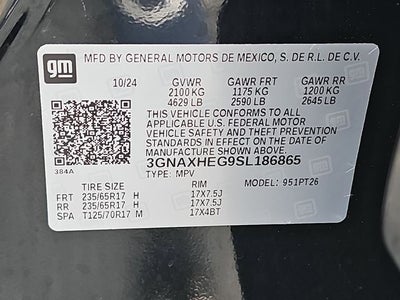 gm
MFD BY GENERAL MOTORS DE MEXICO, S. DE R.L. DE C.V.
10/24 GVWR GAWR FRT GAWR RR
2100 KG 1175 KG 1200 KG
4629 LB 2590 LB 2645 LB
THIS VEHICLE CONFORMS TO ALL
APPLICABLE U.S. FEDERAL MOTOR
VEHICLE SAFETY STANDARDS IN
EFFECT ON THE DATE OF
MANUFACTURE SHOWN ABOVE.
3GNAXHEG9SL186865
384A
TYPE: MPV
TIRE SIZE RIM MODEL: 951PT26
FRT 235/65R17 H 17X7.5J
RR 235/65R17 H 17X7.5J
SPA T125/70R17 M 17X4BT